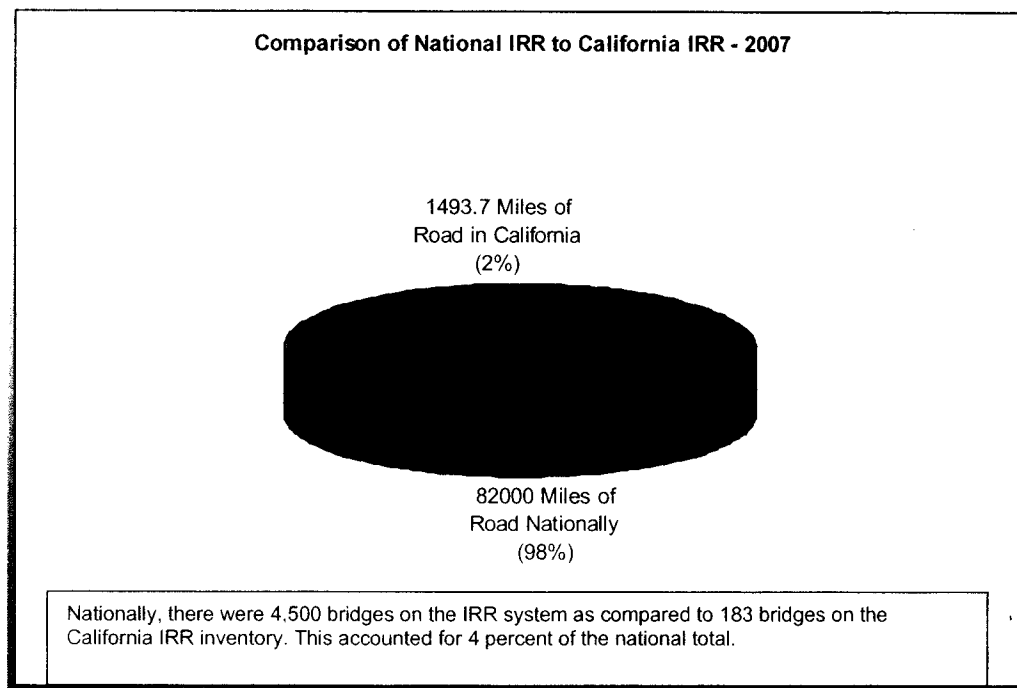 Comparison of National IRR to California IRR - 2007
1493.7 Miles of
Road in California
(2%)
82000 Miles of
Road Nationally
(98%)
Nationally, there were 4,500 bridges on the IRR system as compared to 183 bridges on the
California IRR inventory. This accounted for 4 percent of the national total.